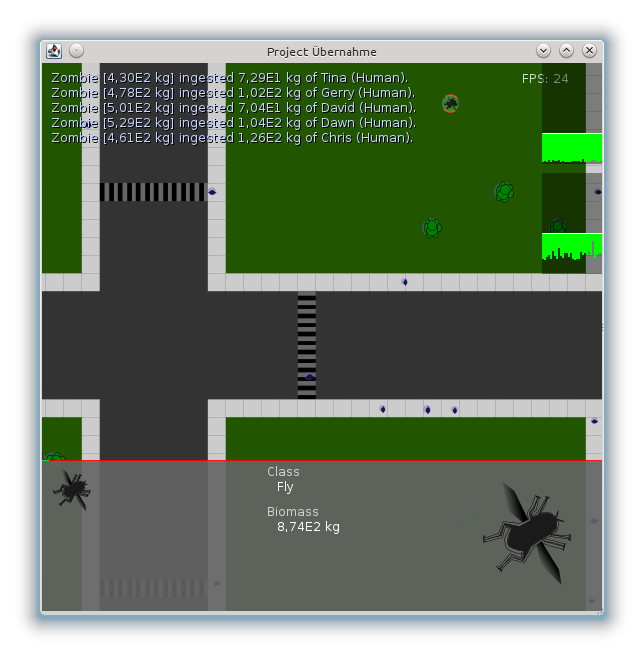 Project Übernahme
Zombie [4,30E2 kg] ingested 7,29E1 kg of Tina (Human).
FPS: 24
Zombie [4,78E2 kg] ingested 1,02E2 kg of Gerry (Human).
Zombie [5,01E2 kg] ingested 7,04E1 kg of David (Human).
Zombie [5,29E2 kg] ingested 1,04E2 kg of Dawn (Human).
Zombie [4,61E2 kg] ingested 1,26E2 kg of Chris (Human).
Class
Fly
Biomass
8,74E2 kg